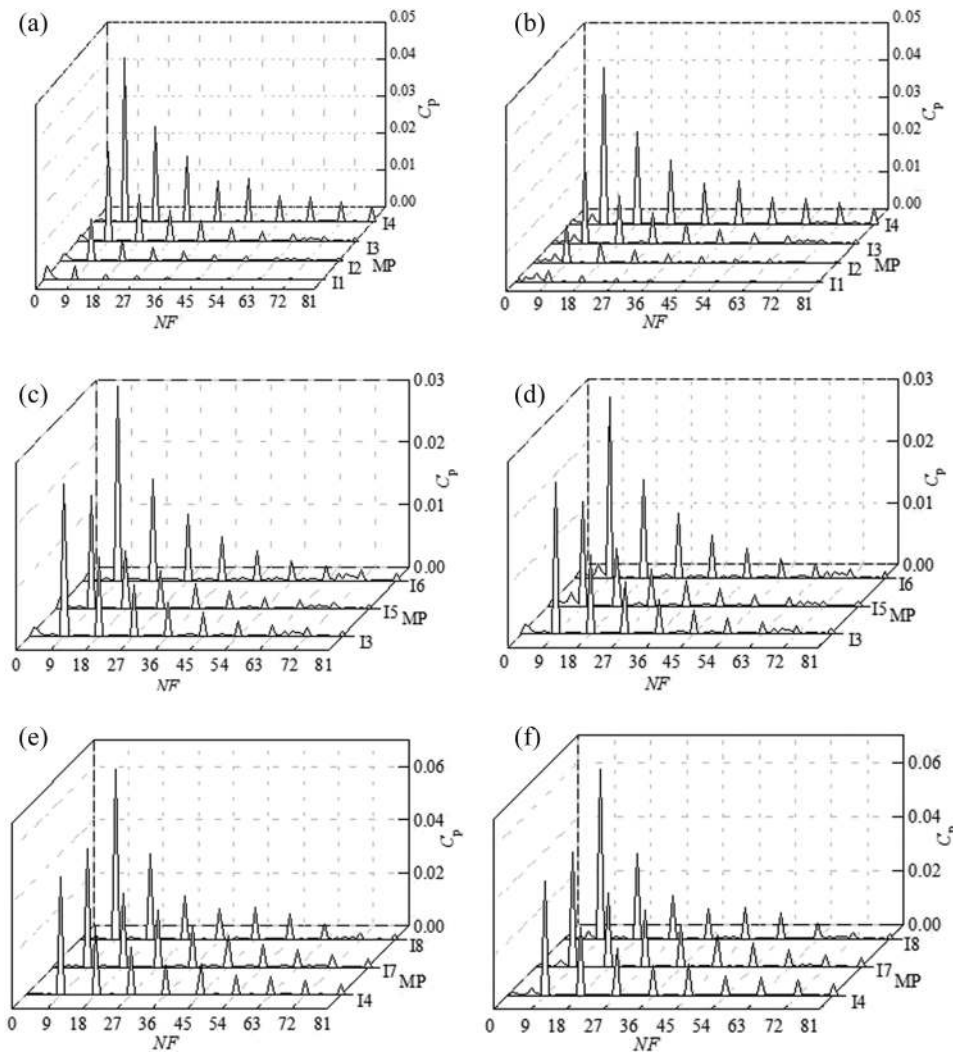 (a)
0.05
0.04
0.03
0.02
0.01
0.00
Cp
I4
I3
I2
I1
MP
0 9 18 27 36 45 54 63 72 81
NF
(b)
0.05
0.04
0.03
0.02
0.01
0.00
Cp
I4
I3
I2
I1
MP
0 9 18 27 36 45 54 63 72 81
NF
(c)
0.03
0.02
0.01
0.00
Cp
I6
I5
I3
MP
0 9 18 27 36 45 54 63 72 81
NF
(d)
0.03
0.02
0.01
0.00
Cp
I6
I5
I3
MP
0 9 18 27 36 45 54 63 72 81
NF
(e)
0.06
0.04
0.02
0.00
Cp
I8
I7
I4
MP
0 9 18 27 36 45 54 63 72 81
NF
(f)
0.06
0.04
0.02
0.00
Cp
I8
I7
I4
MP
0 9 18 27 36 45 54 63 72 81
NF